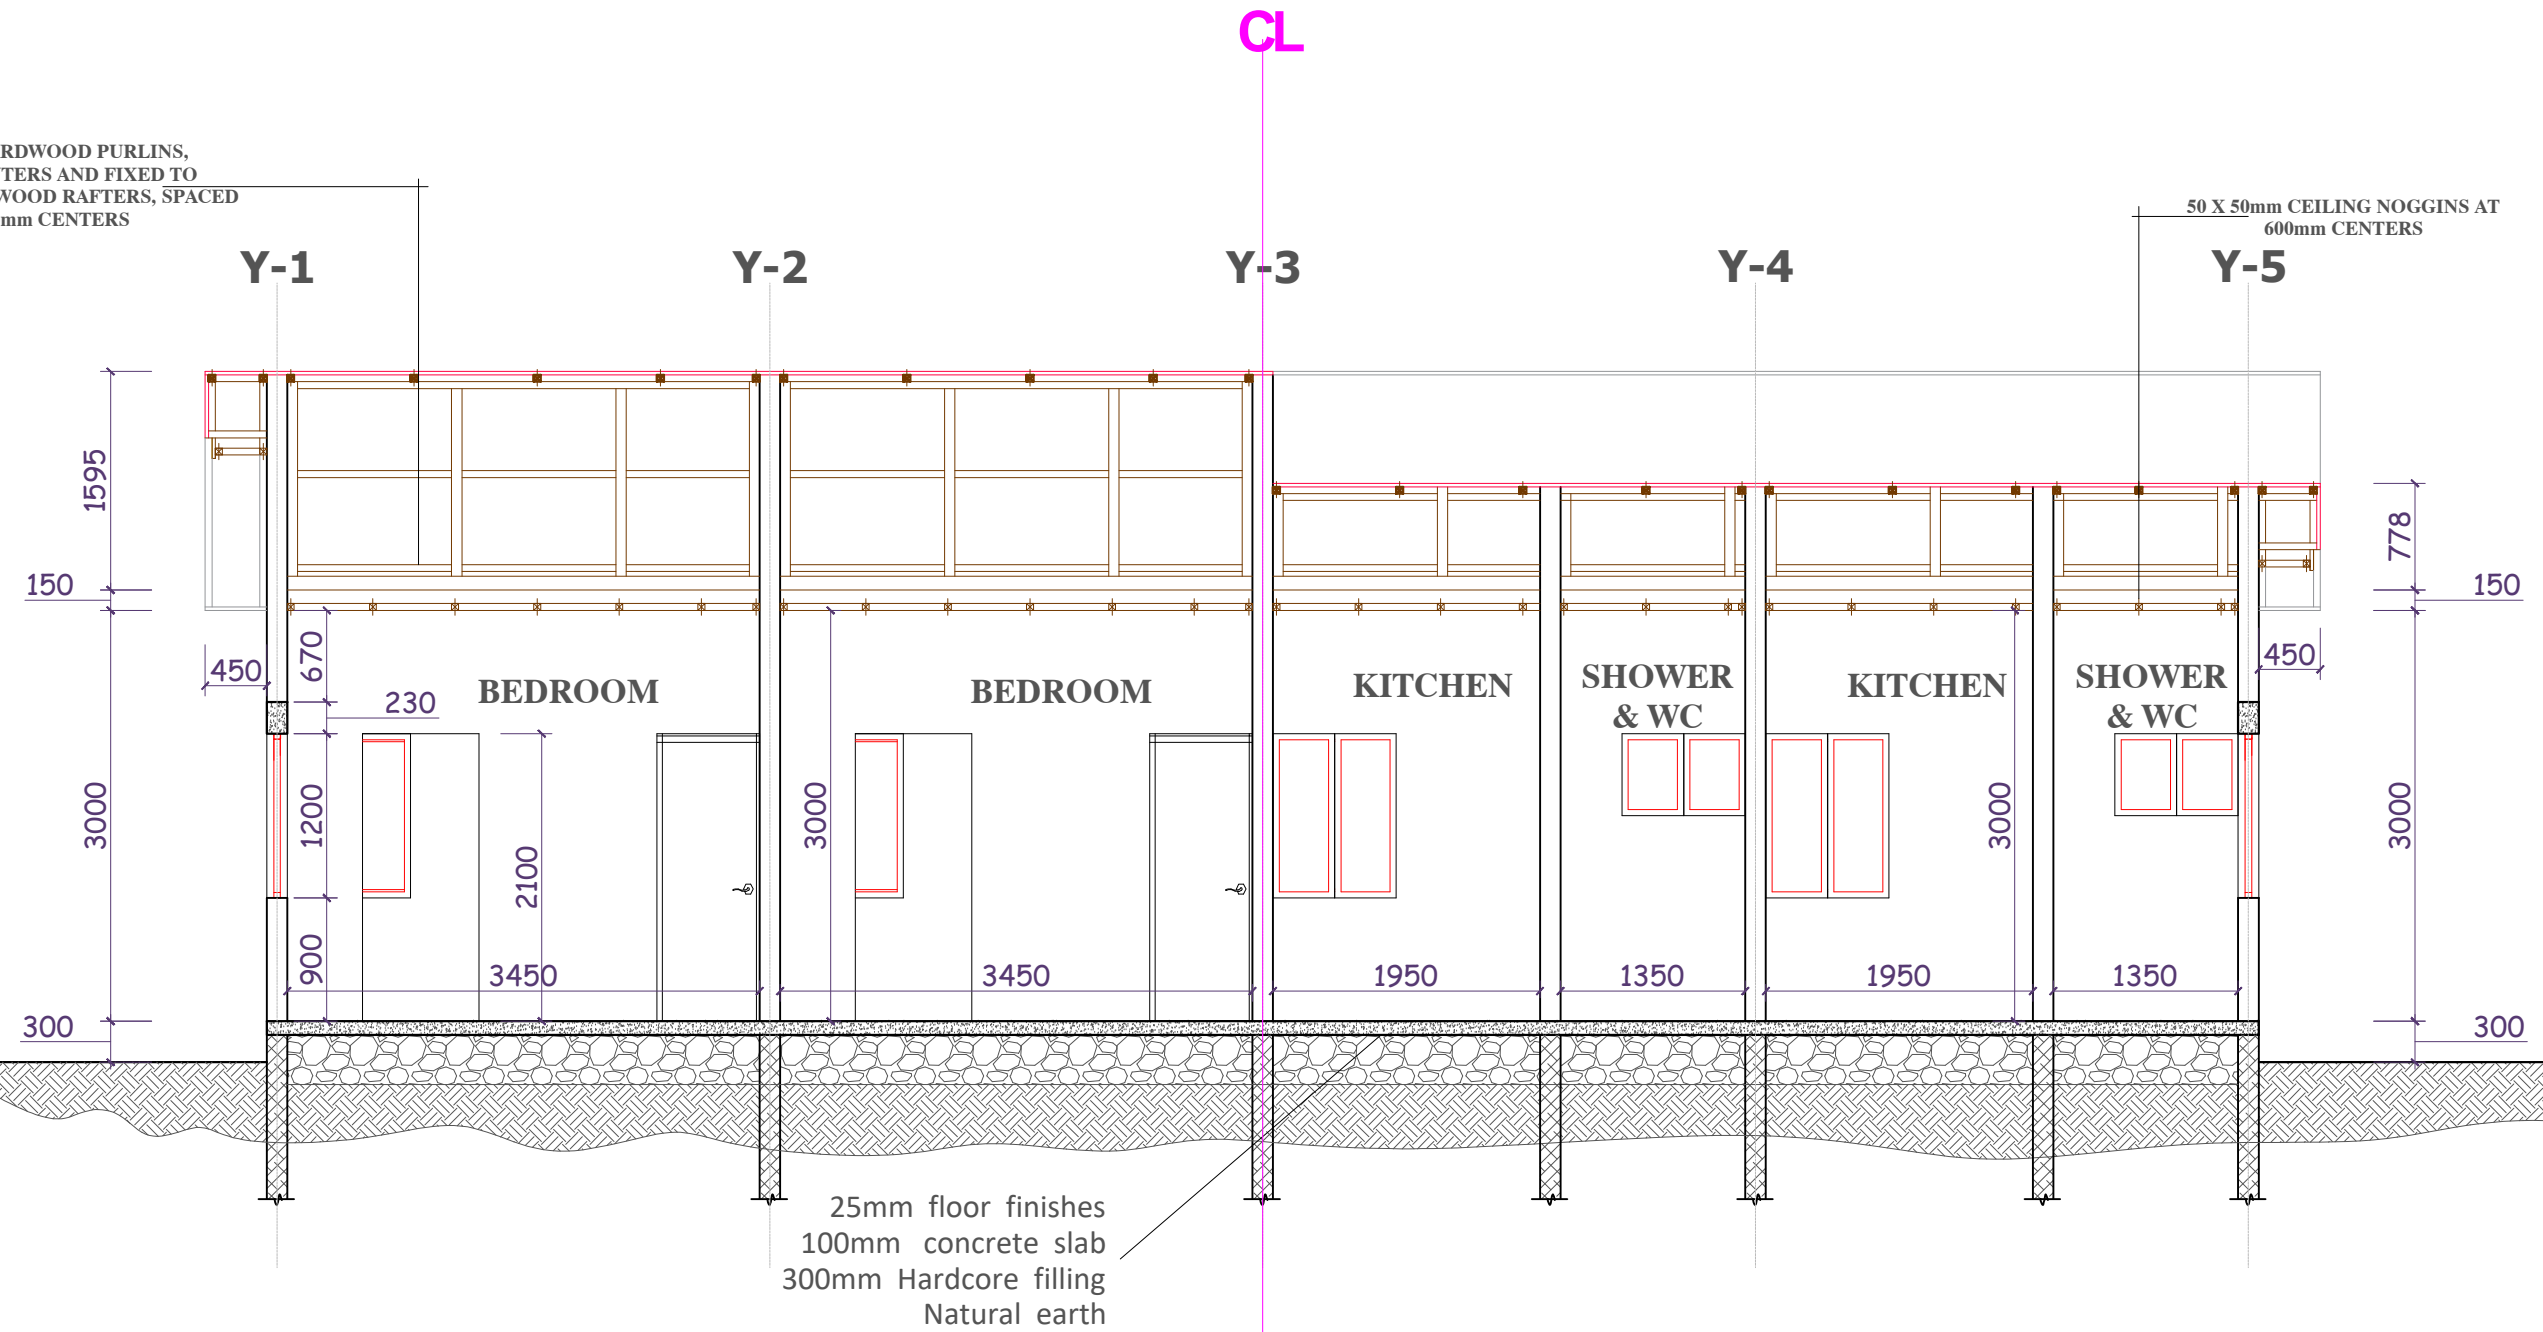 CL
RDWOOD PURLINS,
TERS AND FIXED TO
WOOD RAFTERS, SPACED
mm CENTERS
50 X 50mm CEILING NOGGINS AT
600mm CENTERS
Y-1
Y-2
Y-3
Y-4
Y-5
1595
778
150
150
450
670
450
BEDROOM
BEDROOM
KITCHEN
SHOWER
& WC
KITCHEN
SHOWER
& WC
230
3000
1200
2100
3000
3000
3000
900
3450
3450
1950
1350
1950
1350
300
300
25mm floor finishes
100mm concrete slab
300mm Hardcore filling
Natural earth